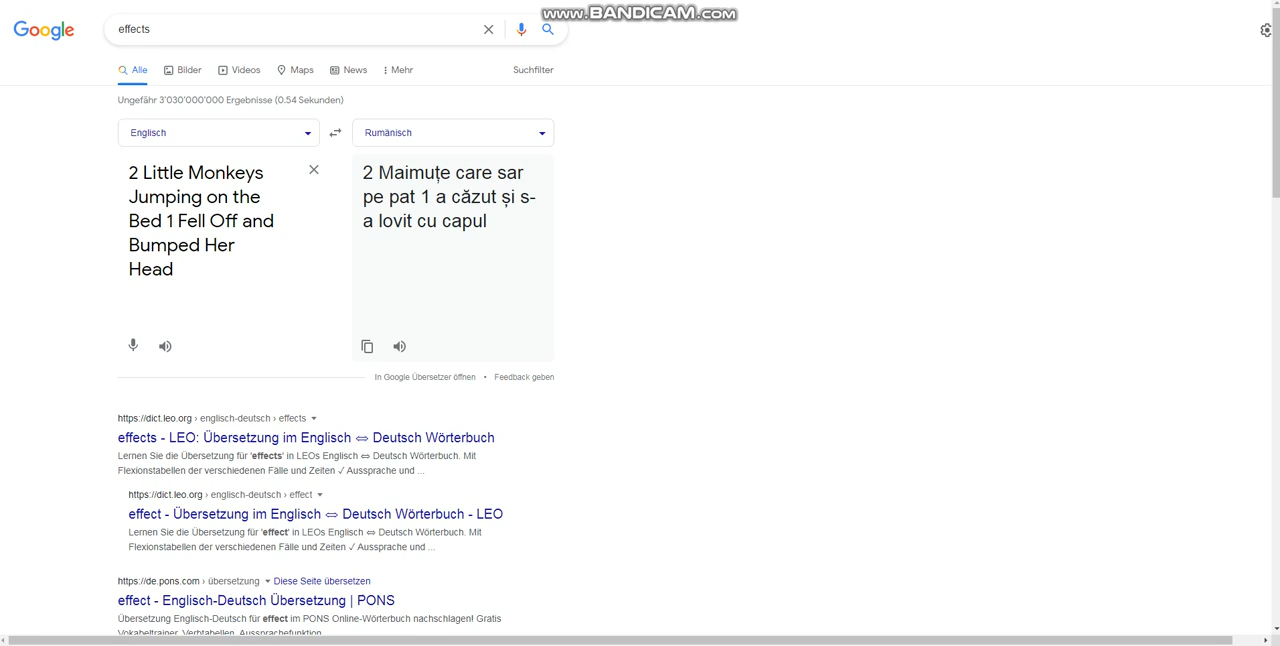 www.BANDICAM.com
Google
effects
Alle Bilder Videos Maps News Mehr Suchfilter
Ungefähr 3'030'000'000 Ergebnisse (0.54 Sekunden)
Englisch Rumänisch
2 Little Monkeys
Jumping on the
Bed 1 Fell Off and
Bumped Her
Head
2 Maimuțe care sar
pe pat 1 a căzut și s-
a lovit cu capul
In Google Übersetzer öffnen • Feedback geben
https://dict.leo.org › englisch-deutsch › effects
effects - LEO: Übersetzung im Englisch ⇔ Deutsch Wörterbuch
Lernen Sie die Übersetzung für 'effects' in LEOs Englisch ⇔ Deutsch Wörterbuch. Mit
Flexionstabellen der verschiedenen Fälle und Zeiten ✓ Aussprache und ...
https://dict.leo.org › englisch-deutsch › effect
effect - Übersetzung im Englisch ⇔ Deutsch Wörterbuch - LEO
Lernen Sie die Übersetzung für 'effect' in LEOs Englisch ⇔ Deutsch Wörterbuch. Mit
Flexionstabellen der verschiedenen Fälle und Zeiten ✓ Aussprache und ...
https://de.pons.com › übersetzung Diese Seite übersetzen
effect - Englisch-Deutsch Übersetzung | PONS
Übersetzung Englisch-Deutsch für effect im PONS Online-Wörterbuch nachschlagen! Gratis
Vokabeltrainer, Verbtabellen, Aussprachefunktion.